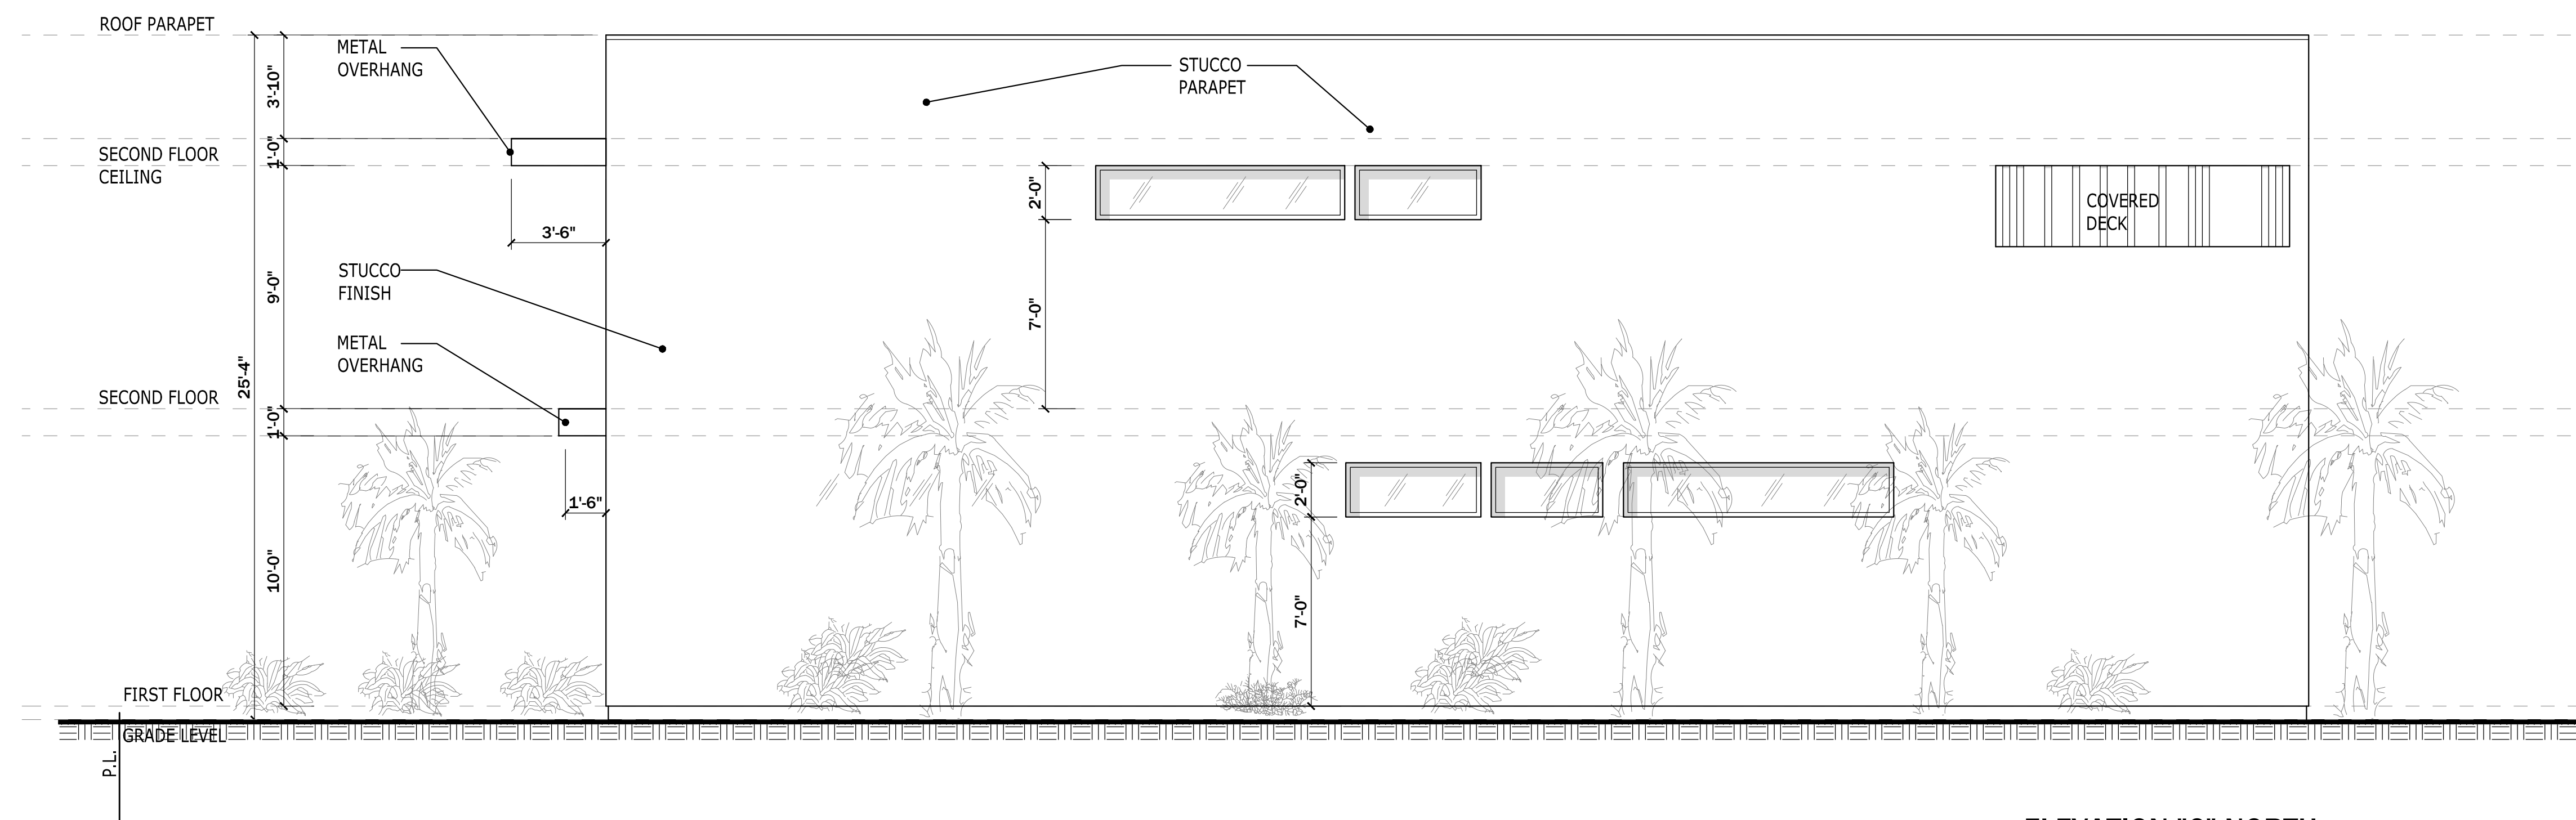 ROOF PARAPET
METAL
OVERHANG
STUCCO
PARAPET
3'-10"
1'-0"
SECOND FLOOR
CEILING
2'-0"
COVERED
DECK
3'-6"
9'-0"
STUCCO
FINISH
7'-0"
METAL
OVERHANG
25'-4"
SECOND FLOOR
1'-0"
2'-0"
1'-6"
10'-0"
7'-0"
FIRST FLOOR
GRADE LEVEL
P.L.